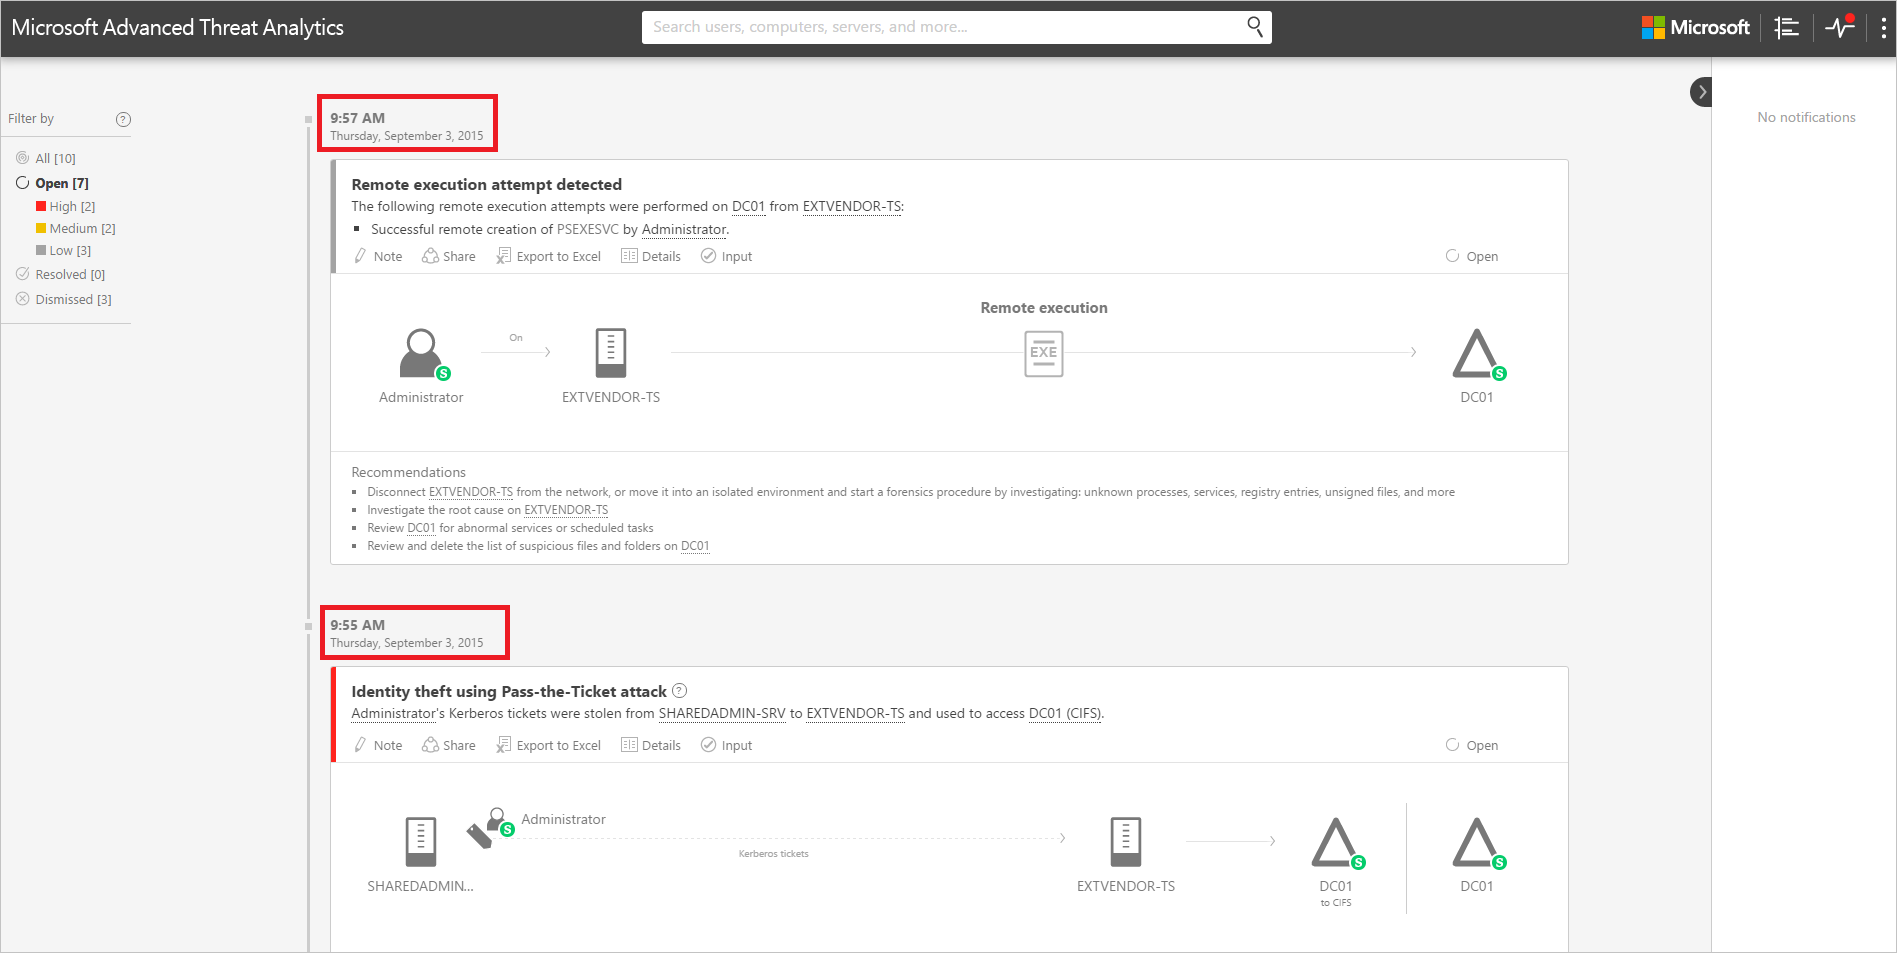 Microsoft Advanced Threat Analytics
Search users, computers, servers, and more...
Microsoft
Filter by
?
All [10]
Open [7]
High [2]
Medium [2]
Low [3]
Resolved [0]
Dismissed [3]
No notifications
9:57 AM
Thursday, September 3, 2015
Remote execution attempt detected
The following remote execution attempts were performed on DC01 from EXTVENDOR-TS:
Successful remote creation of PSEXESVC by Administrator.
Note Share Export to Excel Details Input Open
Remote execution
On
EXE
S
S
Administrator EXTVENDOR-TS DC01
Recommendations
Disconnect EXTVENDOR-TS from the network, or move it into an isolated environment and start a forensics procedure by investigating: unknown processes, services, registry entries, unsigned files, and more
Investigate the root cause on EXTVENDOR-TS
Review DC01 for abnormal services or scheduled tasks
Review and delete the list of suspicious files and folders on DC01
9:55 AM
Thursday, September 3, 2015
Identity theft using Pass-the-Ticket attack ?
Administrator's Kerberos tickets were stolen from SHAREDADMIN-SRV to EXTVENDOR-TS and used to access DC01 (CIFS).
Note Share Export to Excel Details Input Open
Administrator
S
Kerberos tickets
S
S
SHAREDADMIN... EXTVENDOR-TS DC01 DC01
to CIFS